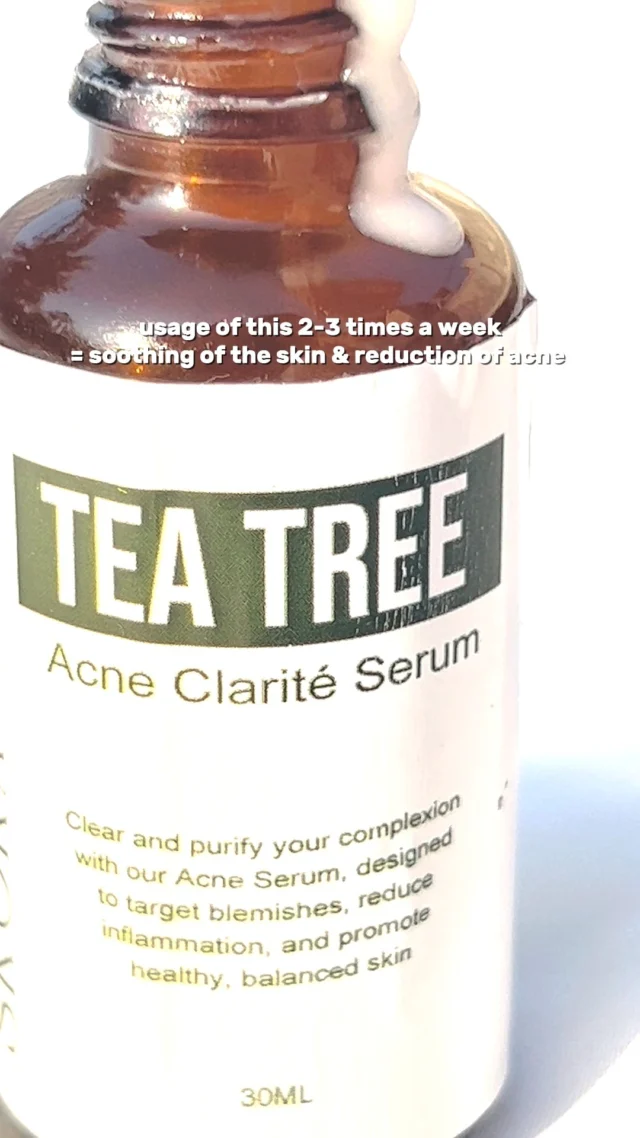 usage of this 2-3 times a week
= soothing of the skin & reduction of acne
TEA TREE
Acne Clarité Serum
Clear and purify your complexion
with our Acne Serum, designed
to target blemishes, reduce
inflammation, and promote
healthy, balanced skin
30ML